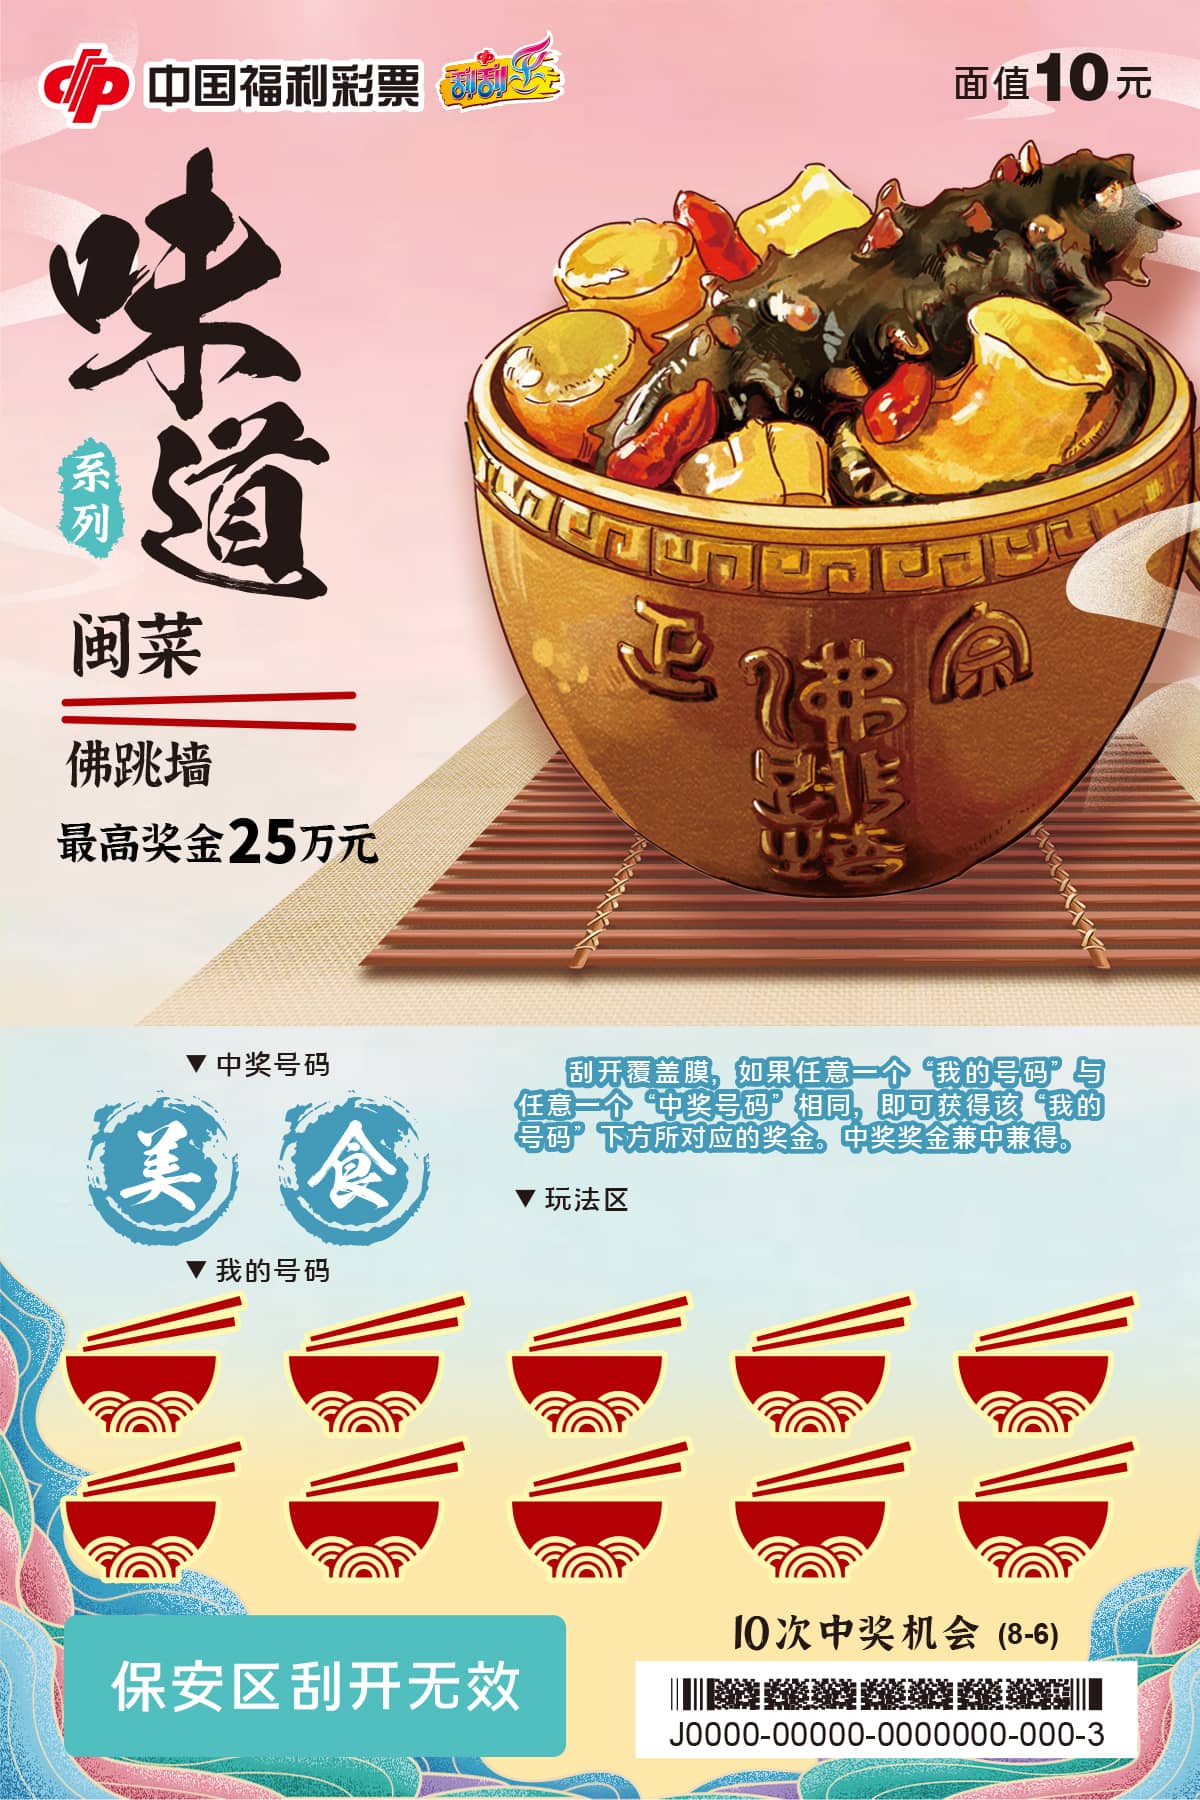 中国福利彩票 刮刮乐
面值10元
味道
系列
闽菜
佛跳墙
最高奖金25万元
正 佛跳墙 宗
▼中奖号码
美 食
刮开覆盖膜，如果任意一个“我的号码”与
任意一个“中奖号码”相同，即可获得该“我的
号码”下方所对应的奖金。中奖奖金兼中兼得。
▼玩法区
▼我的号码
保安区刮开无效
10次中奖机会 (8-6)
J0000-00000-0000000-000-3